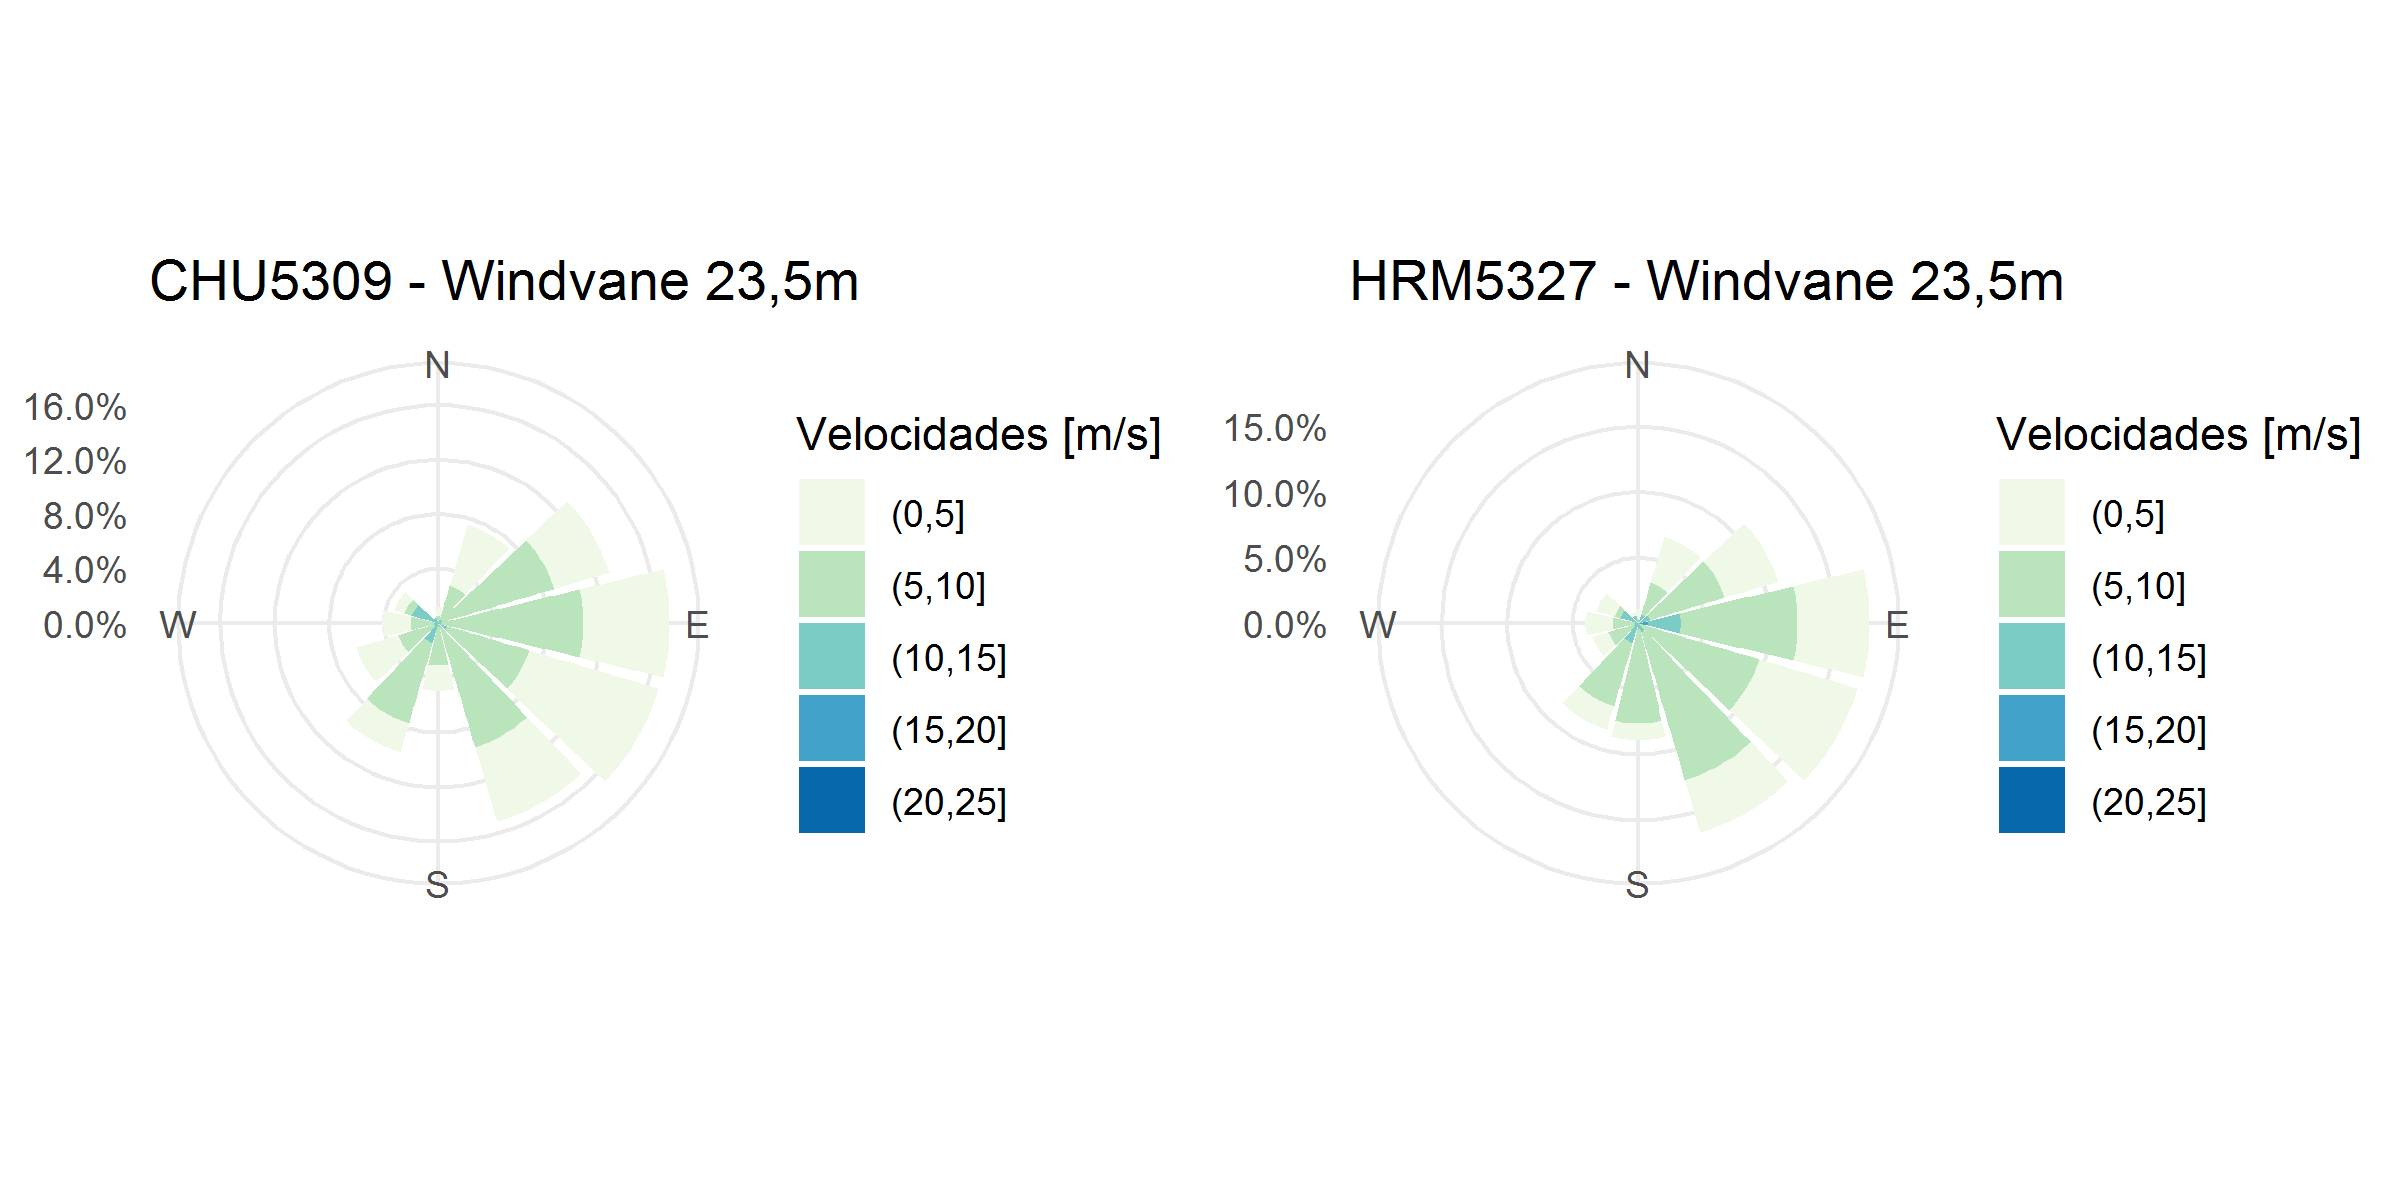 CHU5309 - Windvane 23,5m
N
16.0%
12.0%
8.0%
4.0%
0.0%
W
E
S
Velocidades [m/s]
(0,5]
(5,10]
(10,15]
(15,20]
(20,25]
HRM5327 - Windvane 23,5m
N
15.0%
10.0%
5.0%
0.0%
W
E
S
Velocidades [m/s]
(0,5]
(5,10]
(10,15]
(15,20]
(20,25]